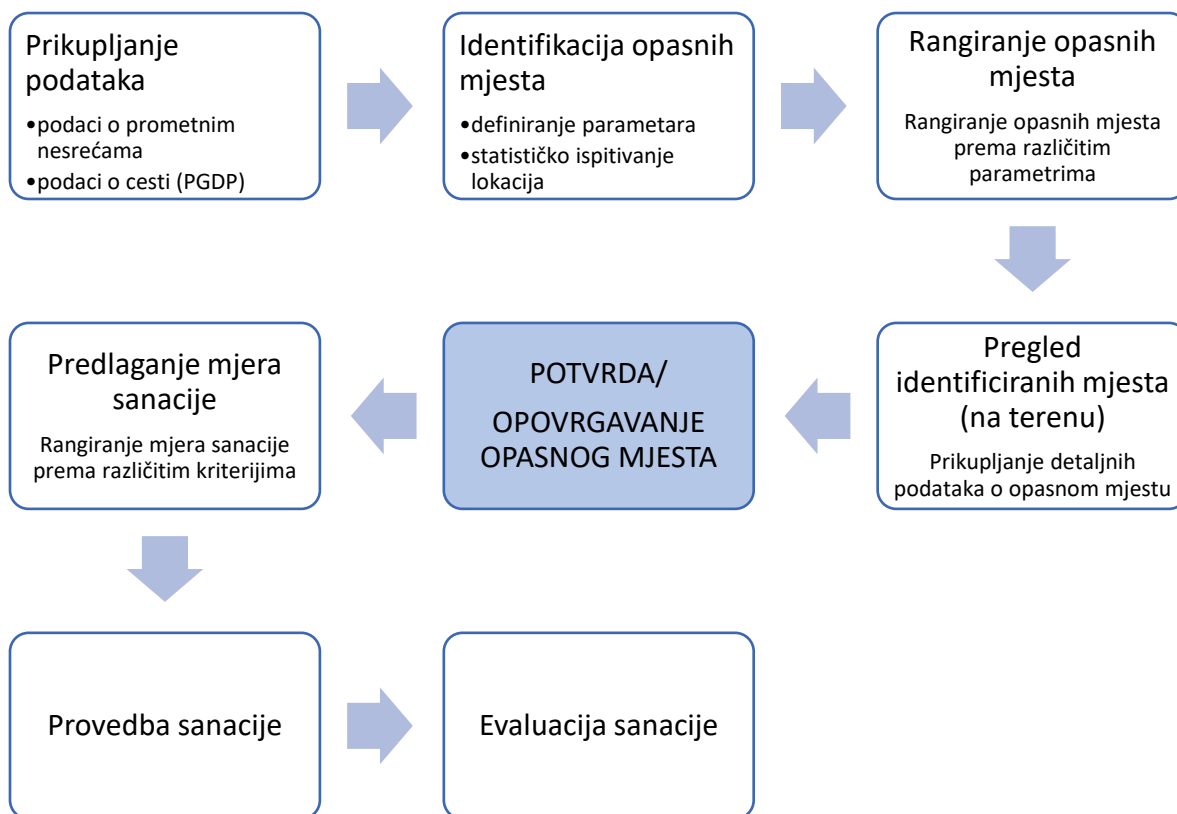 Prikupljanje
podataka
•podaci o prometnim
nesrećama
•podaci o cesti (PGDP)
Identifikacija opasnih
mjesta
•definiranje parametara
•statističko ispitivanje
lokacija
Rangiranje opasnih
mjesta
Rangiranje opasnih mjesta
prema različitim
parametrima
Pregled
identificiranih mjesta
(na terenu)
Prikupljanje detaljnih
podataka o opasnom mjestu
POTVRDA/
OPOVRGAVANJE
OPASNOG MJESTA
Predlaganje mjera
sanacije
Rangiranje mjera sanacije
prema različitim kriterijima
Provedba sanacije
Evaluacija sanacije